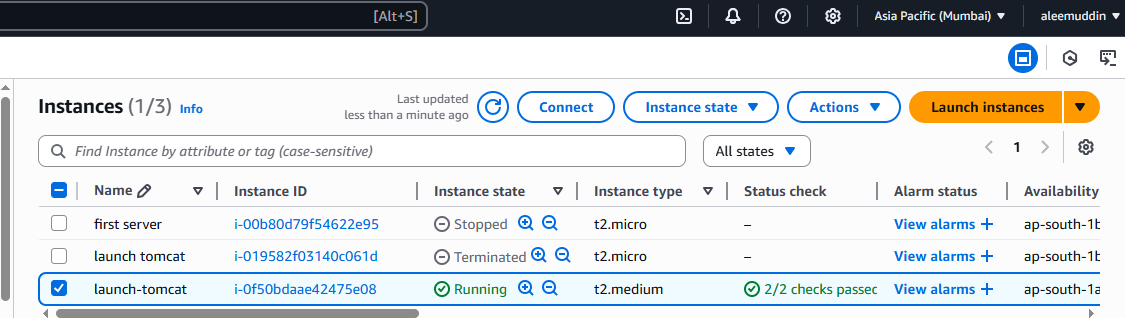 [Alt+S]
Asia Pacific (Mumbai)
aleemuddin
Instances (1/3) Info
Last updated
less than a minute ago
Connect
Instance state
Actions
Launch instances
Find Instance by attribute or tag (case-sensitive)
All states
1
Name Instance ID Instance state Instance type Status check Alarm status Availability
first server i-00b80d79f54622e95 Stopped t2.micro – View alarms + ap-south-1b
launch tomcat i-019582f03140c061d Terminated t2.micro – View alarms + ap-south-1b
launch-tomcat i-0f50bdaae42475e08 Running t2.medium 2/2 checks passed View alarms + ap-south-1a